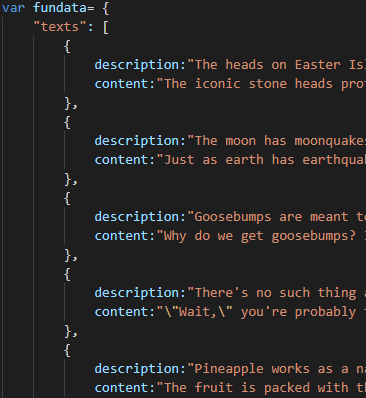 var fundata= {
"texts": [
{
description:"The heads on Easter Isl
content:"The iconic stone heads prot
},
{
description:"The moon has moonquakes
content:"Just as earth has earthquak
},
{
description:"Goosebumps are meant to
content:"Why do we get goosebumps?
},
{
description:"There's no such thing a
content:"\"Wait,\" you're probably
},
{
description:"Pineapple works as a na
content:"The fruit is packed with th